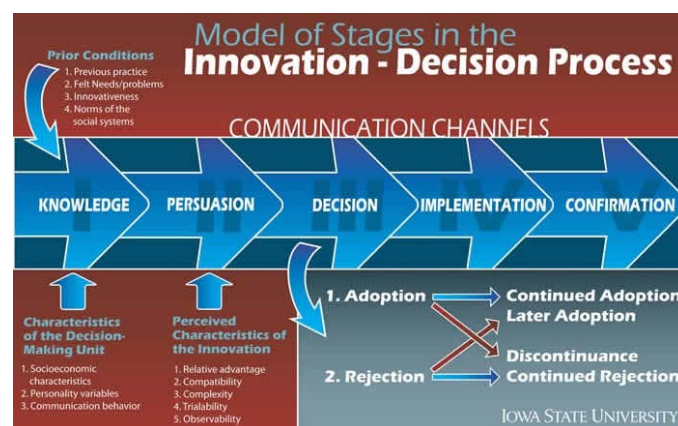 Model of Stages in the
Innovation - Decision Process
Prior Conditions
1. Previous practice
2. Felt Needs/problems
3. Innovativeness
4. Norms of the
social systems
COMMUNICATION CHANNELS
I II III IV V
KNOWLEDGE PERSUASION DECISION IMPLEMENTATION CONFIRMATION
Characteristics
of the Decision-
Making Unit
1. Socioeconomic
characteristics
2. Personality variables
3. Communication behavior
Perceived
Characteristics of
the Innovation
1. Relative advantage
2. Compatibility
3. Complexity
4. Trialability
5. Observability
1. Adoption
2. Rejection
Continued Adoption
Later Adoption
Discontinuance
Continued Rejection
IOWA STATE UNIVERSITY